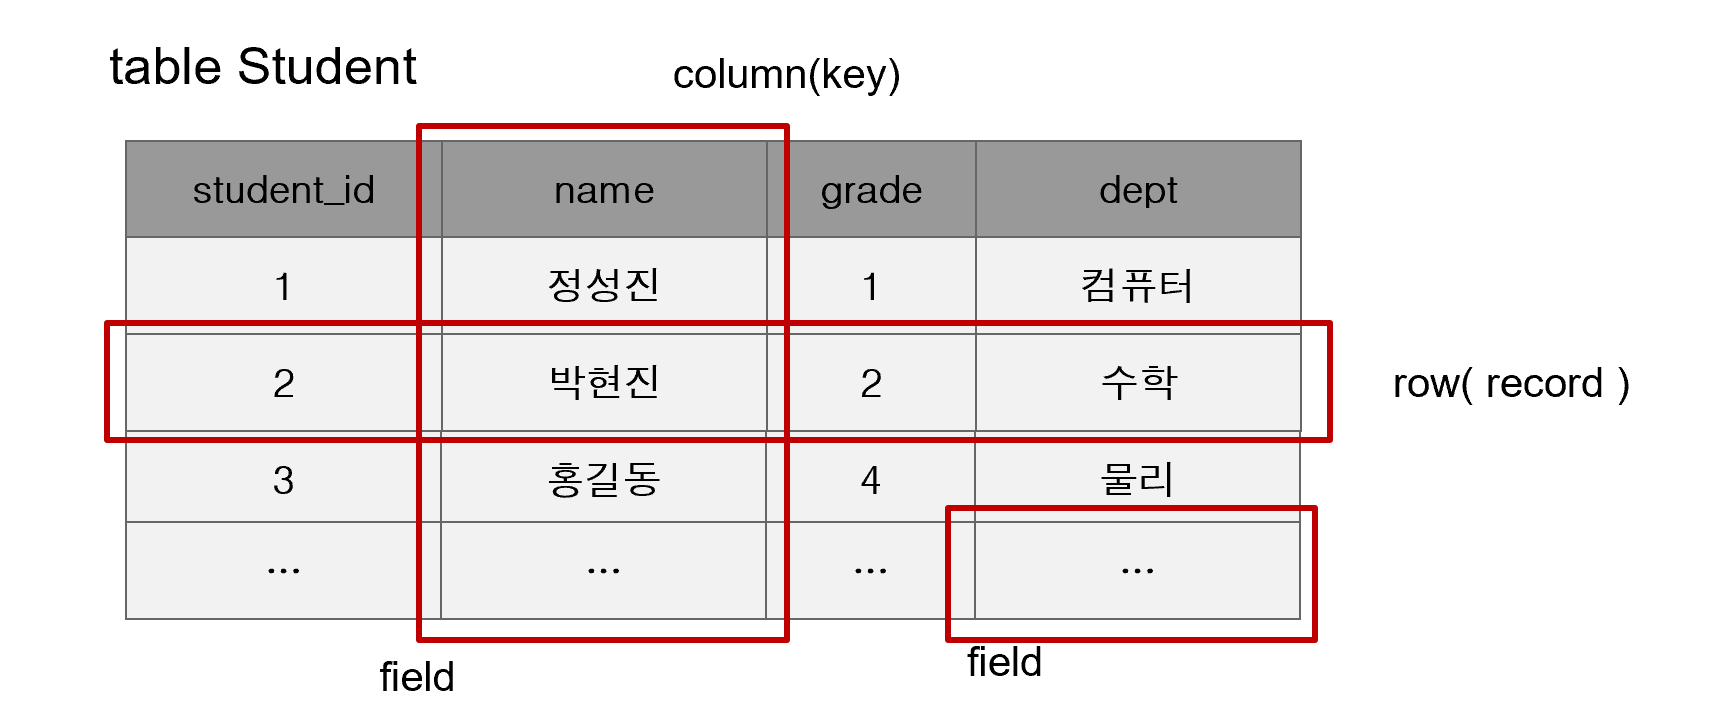 table Student
column(key)
student_id name grade dept
1 정성진 1 컴퓨터
2 박현진 2 수학
row( record )
3 홍길동 4 물리
... ... ... ...
field
field